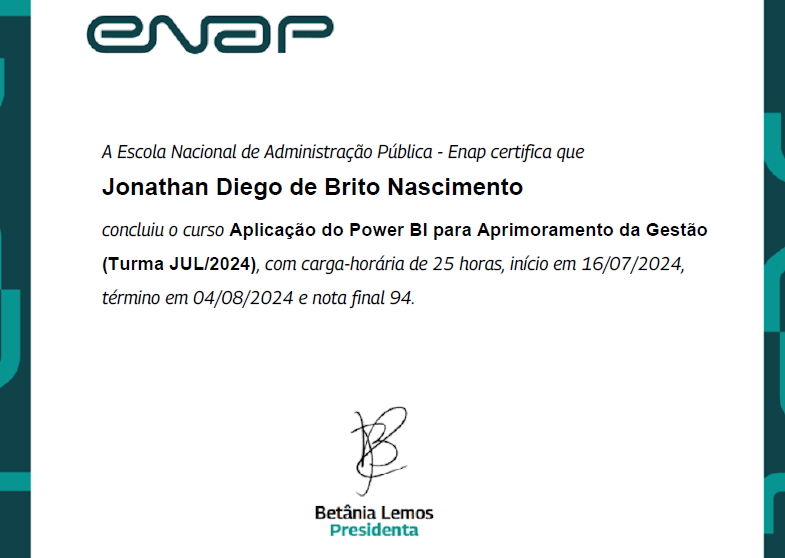 enap
A Escola Nacional de Administração Pública - Enap certifica que
Jonathan Diego de Brito Nascimento
concluiu o curso Aplicação do Power BI para Aprimoramento da Gestão
(Turma JUL/2024), com carga-horária de 25 horas, início em 16/07/2024,
término em 04/08/2024 e nota final 94.
Betânia Lemos
Presidenta